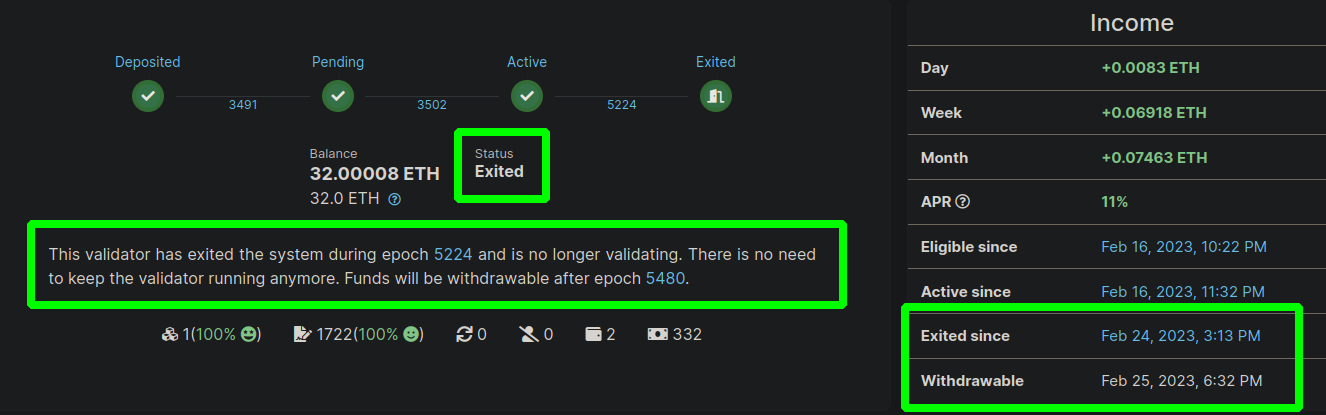 Deposited Pending Active Exited
3491 3502 5224
Balance Status
32.00008 ETH Exited
32.0 ETH
This validator has exited the system during epoch 5224 and is no longer validating. There is no need
to keep the validator running anymore. Funds will be withdrawable after epoch 5480.
1(100% ) 1722(100% ) 0 0 2 332
Income
Day +0.0083 ETH
Week +0.06918 ETH
Month +0.07463 ETH
APR 11%
Eligible since Feb 16, 2023, 10:22 PM
Active since Feb 16, 2023, 11:32 PM
Exited since Feb 24, 2023, 3:13 PM
Withdrawable Feb 25, 2023, 6:32 PM